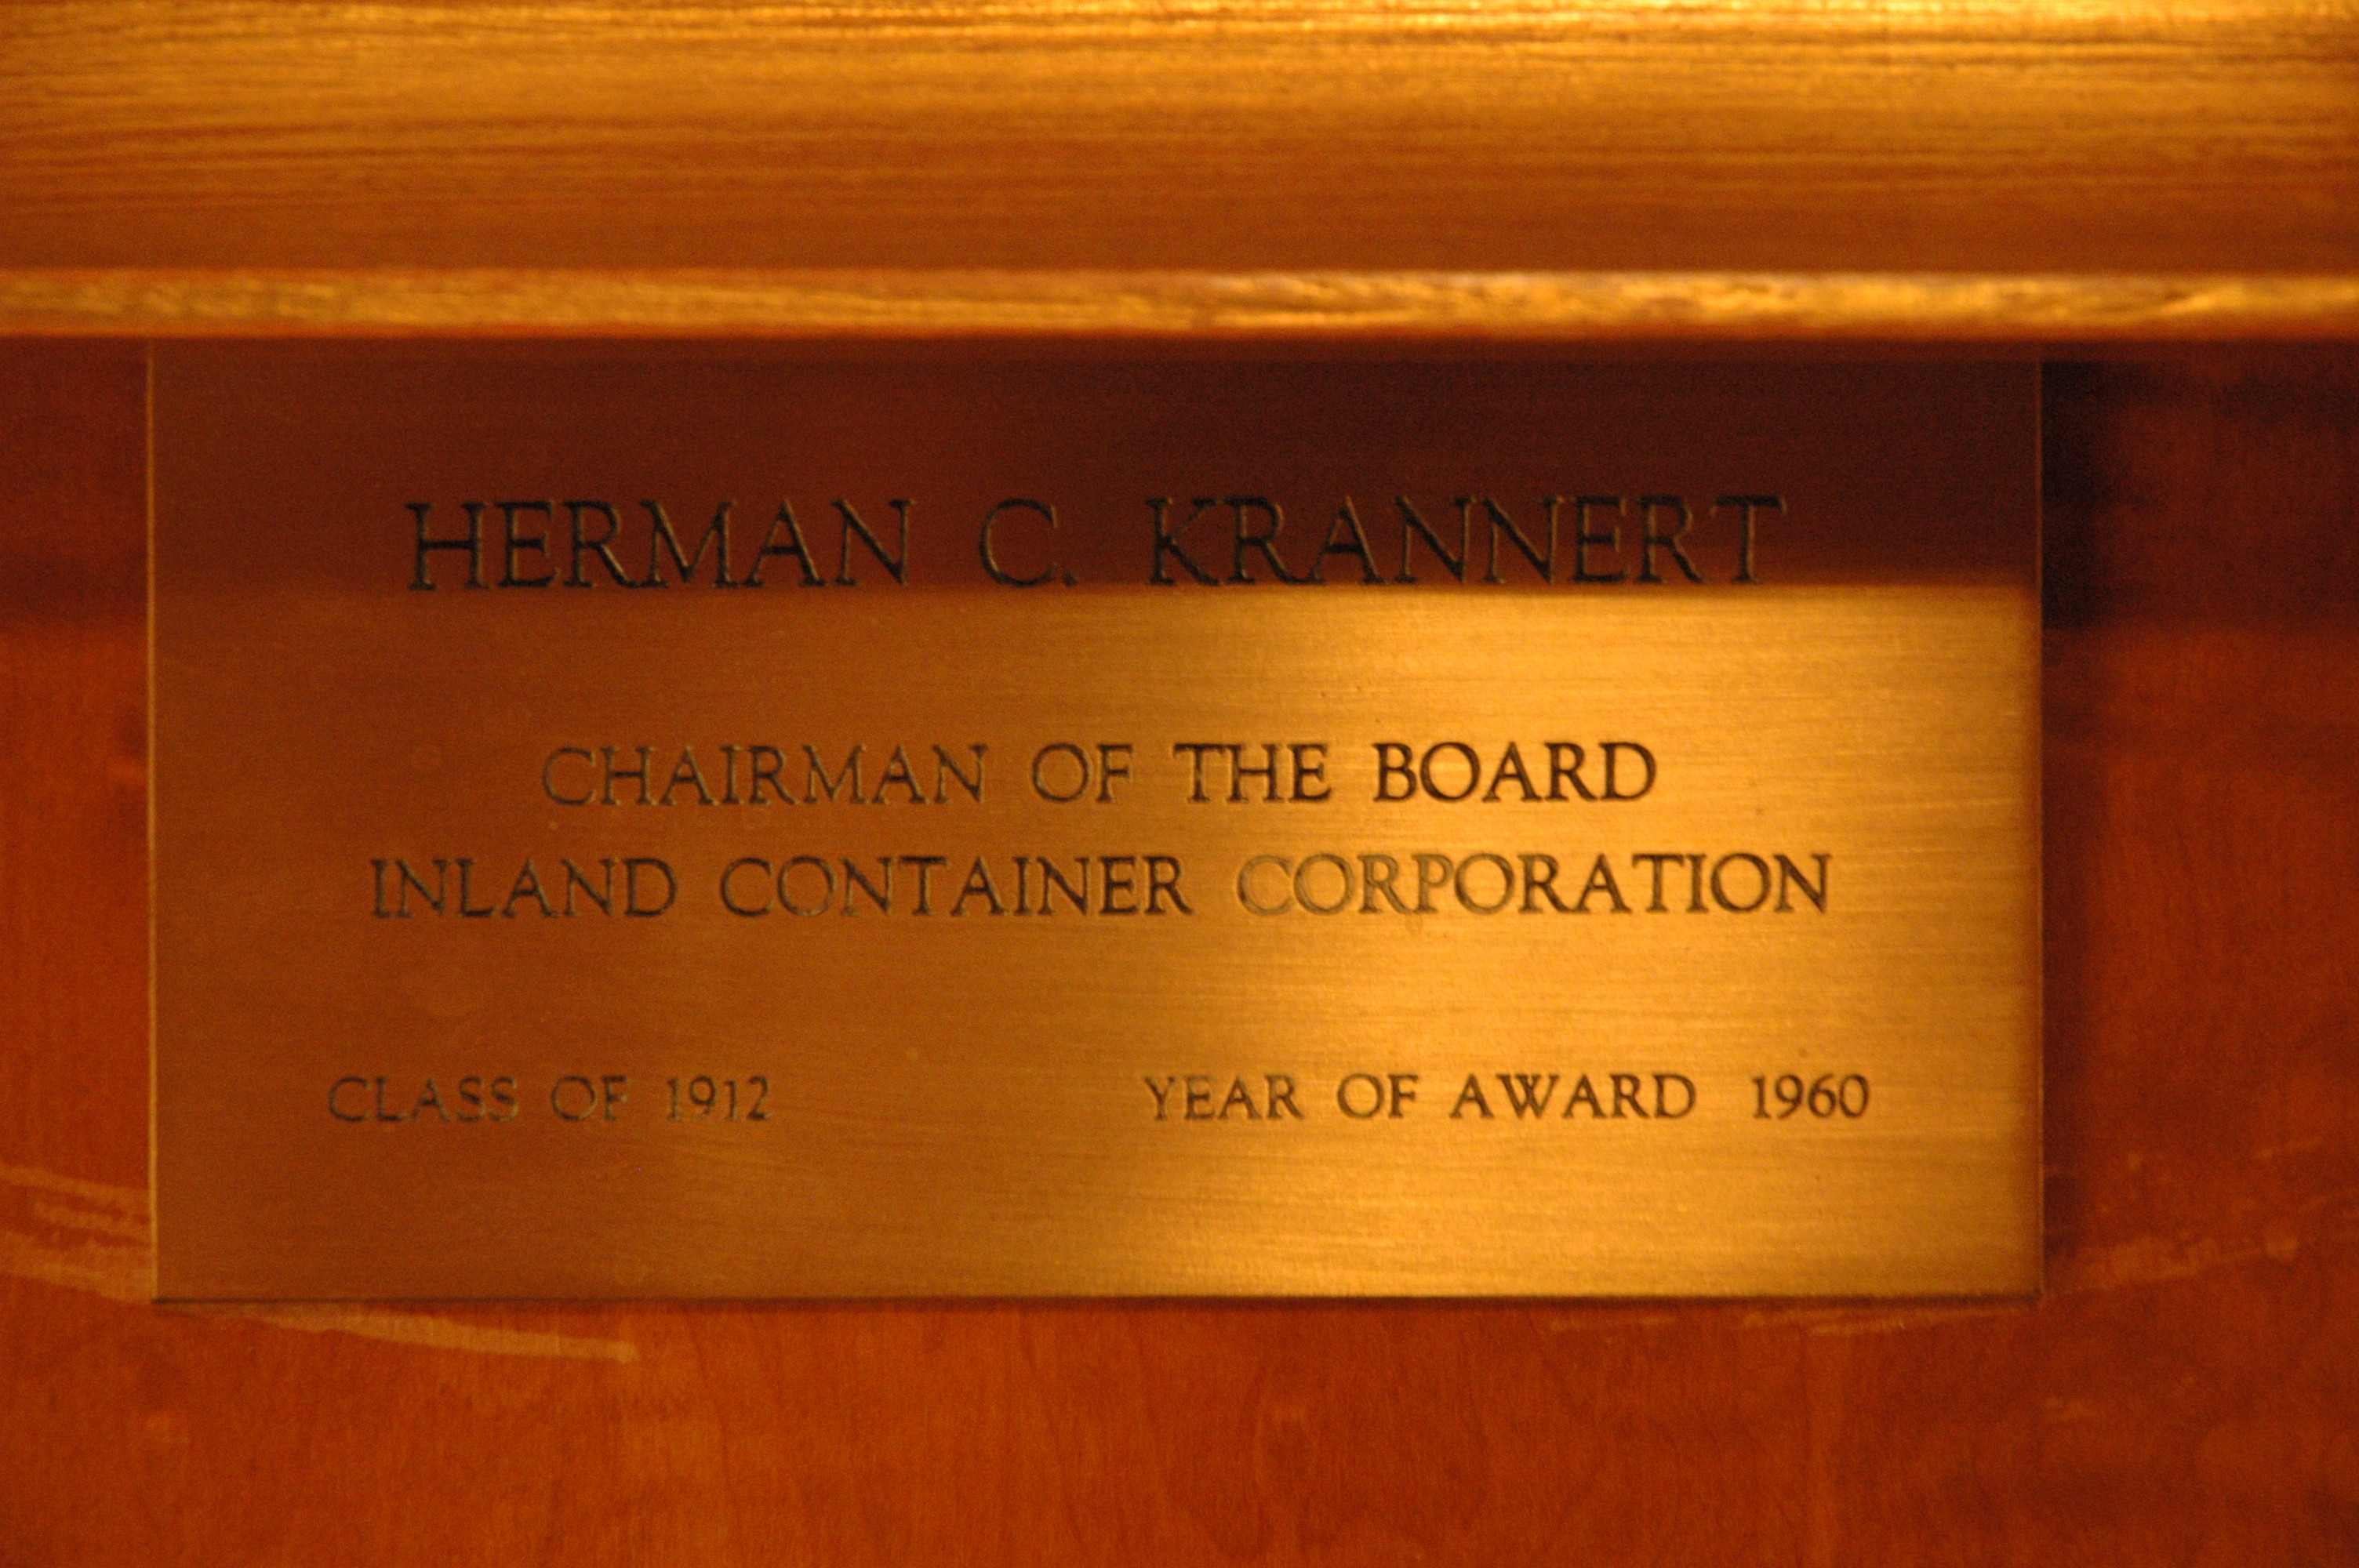 HERMAN C. KRANNERT
CHAIRMAN OF THE BOARD
INLAND CONTAINER CORPORATION
CLASS OF 1912 YEAR OF AWARD 1960